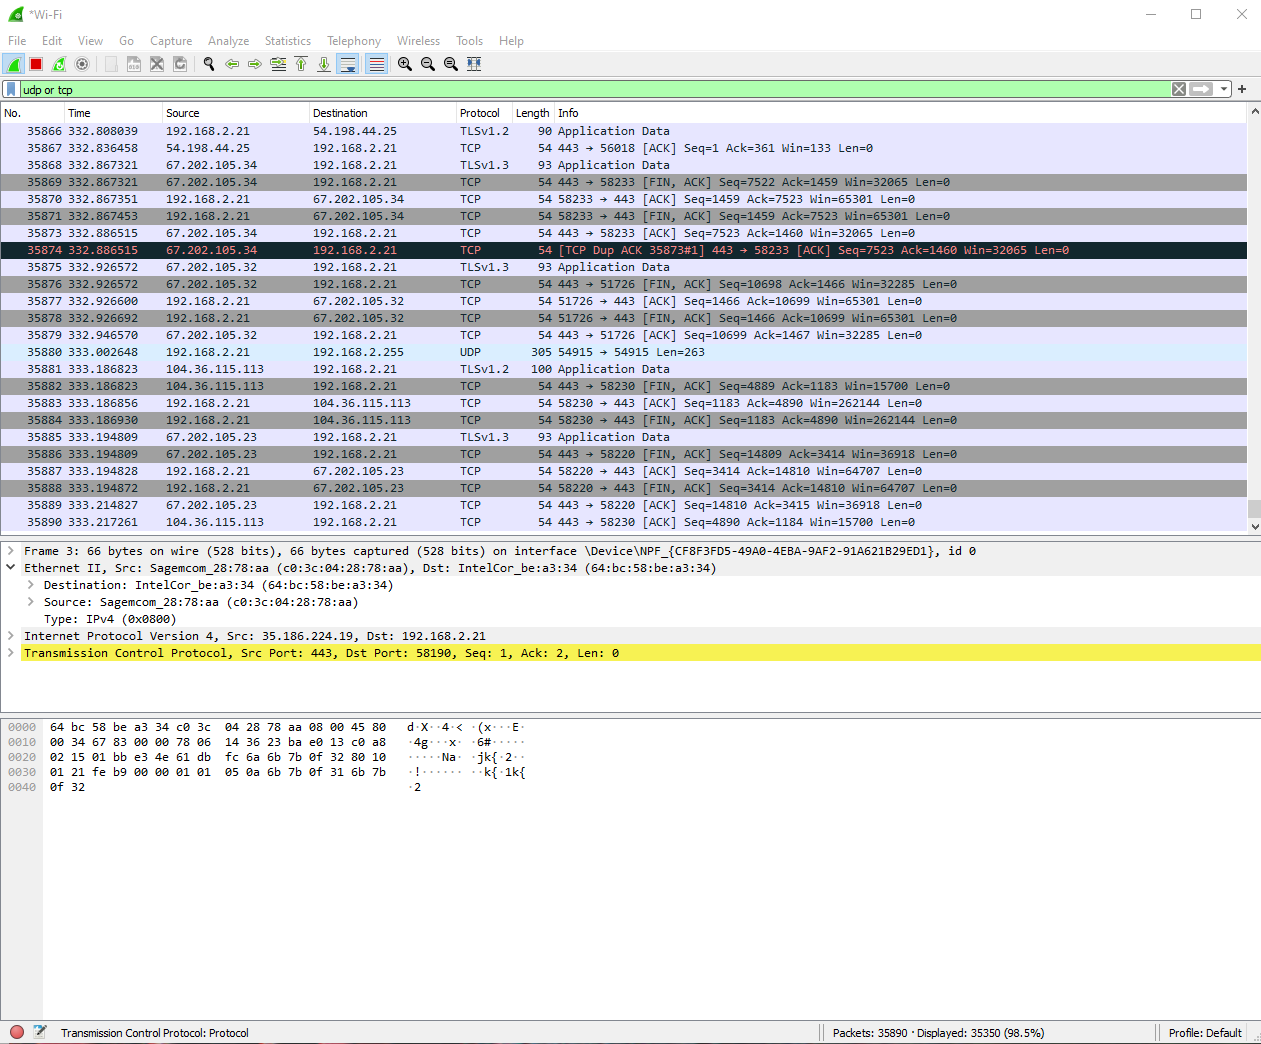 *Wi-Fi
File Edit View Go Capture Analyze Statistics Telephony Wireless Tools Help
udp or tcp
No. Time Source Destination Protocol Length Info
35866 332.808039 192.168.2.21 54.198.44.25 TLSv1.2 90 Application Data
35867 332.836458 54.198.44.25 192.168.2.21 TCP 54 443 → 56018 [ACK] Seq=1 Ack=361 Win=133 Len=0
35868 332.867321 67.202.105.34 192.168.2.21 TLSv1.3 93 Application Data
35869 332.867321 67.202.105.34 192.168.2.21 TCP 54 443 → 58233 [FIN, ACK] Seq=7522 Ack=1459 Win=32065 Len=0
35870 332.867351 192.168.2.21 67.202.105.34 TCP 54 58233 → 443 [ACK] Seq=1459 Ack=7523 Win=65301 Len=0
35871 332.867453 192.168.2.21 67.202.105.34 TCP 54 58233 → 443 [FIN, ACK] Seq=1459 Ack=7523 Win=65301 Len=0
35873 332.886515 67.202.105.34 192.168.2.21 TCP 54 443 → 58233 [ACK] Seq=7523 Ack=1460 Win=32065 Len=0
35874 332.886515 67.202.105.34 192.168.2.21 TCP 54 [TCP Dup ACK 35873#1] 443 → 58233 [ACK] Seq=7523 Ack=1460 Win=32065 Len=0
35875 332.926572 67.202.105.32 192.168.2.21 TLSv1.3 93 Application Data
35876 332.926572 67.202.105.32 192.168.2.21 TCP 54 443 → 51726 [FIN, ACK] Seq=10698 Ack=1466 Win=32285 Len=0
35877 332.926600 192.168.2.21 67.202.105.32 TCP 54 51726 → 443 [ACK] Seq=1466 Ack=10699 Win=65301 Len=0
35878 332.926692 192.168.2.21 67.202.105.32 TCP 54 51726 → 443 [FIN, ACK] Seq=1466 Ack=10699 Win=65301 Len=0
35879 332.946570 67.202.105.32 192.168.2.21 TCP 54 443 → 51726 [ACK] Seq=10699 Ack=1467 Win=32285 Len=0
35880 333.002648 192.168.2.21 192.168.2.255 UDP 305 54915 → 54915 Len=263
35881 333.186823 104.36.115.113 192.168.2.21 TLSv1.2 100 Application Data
35882 333.186823 104.36.115.113 192.168.2.21 TCP 54 443 → 58230 [FIN, ACK] Seq=4889 Ack=1183 Win=15700 Len=0
35883 333.186856 192.168.2.21 104.36.115.113 TCP 54 58230 → 443 [ACK] Seq=1183 Ack=4890 Win=262144 Len=0
35884 333.186930 192.168.2.21 104.36.115.113 TCP 54 58230 → 443 [FIN, ACK] Seq=1183 Ack=4890 Win=262144 Len=0
35885 333.194809 67.202.105.23 192.168.2.21 TLSv1.3 93 Application Data
35886 333.194809 67.202.105.23 192.168.2.21 TCP 54 443 → 58220 [FIN, ACK] Seq=14809 Ack=3414 Win=36918 Len=0
35887 333.194828 192.168.2.21 67.202.105.23 TCP 54 58220 → 443 [ACK] Seq=3414 Ack=14810 Win=64707 Len=0
35888 333.194872 192.168.2.21 67.202.105.23 TCP 54 58220 → 443 [FIN, ACK] Seq=3414 Ack=14810 Win=64707 Len=0
35889 333.214827 67.202.105.23 192.168.2.21 TCP 54 443 → 58220 [ACK] Seq=14810 Ack=3415 Win=36918 Len=0
35890 333.217261 104.36.115.113 192.168.2.21 TCP 54 443 → 58230 [ACK] Seq=4890 Ack=1184 Win=15700 Len=0
Frame 3: 66 bytes on wire (528 bits), 66 bytes captured (528 bits) on interface \Device\NPF_{CF8F3FD5-49A0-4EBA-9AF2-91A621B29ED1}, id 0
Ethernet II, Src: Sagemcom_28:78:aa (c0:3c:04:28:78:aa), Dst: IntelCor_be:a3:34 (64:bc:58:be:a3:34)
Destination: IntelCor_be:a3:34 (64:bc:58:be:a3:34)
Source: Sagemcom_28:78:aa (c0:3c:04:28:78:aa)
Type: IPv4 (0x0800)
Internet Protocol Version 4, Src: 35.186.224.19, Dst: 192.168.2.21
Transmission Control Protocol, Src Port: 443, Dst Port: 58190, Seq: 1, Ack: 2, Len: 0
0000 64 bc 58 be a3 34 c0 3c 04 28 78 aa 08 00 45 80 d·X··4·< ·(x···E·
0010 00 34 67 83 00 00 78 06 14 36 23 ba e0 13 c0 a8 ·4g···x· ·6#·····
0020 02 15 01 bb e3 4e 61 db fc 6a 6b 7b 0f 32 80 10 ·····Na· ·jk{·2··
0030 01 21 fe b9 00 00 01 01 05 0a 6b 7b 0f 31 6b 7b ·!······ ··k{·1k{
0040 0f 32 ·2
Transmission Control Protocol: Protocol Packets: 35890 · Displayed: 35350 (98.5%) Profile: Default